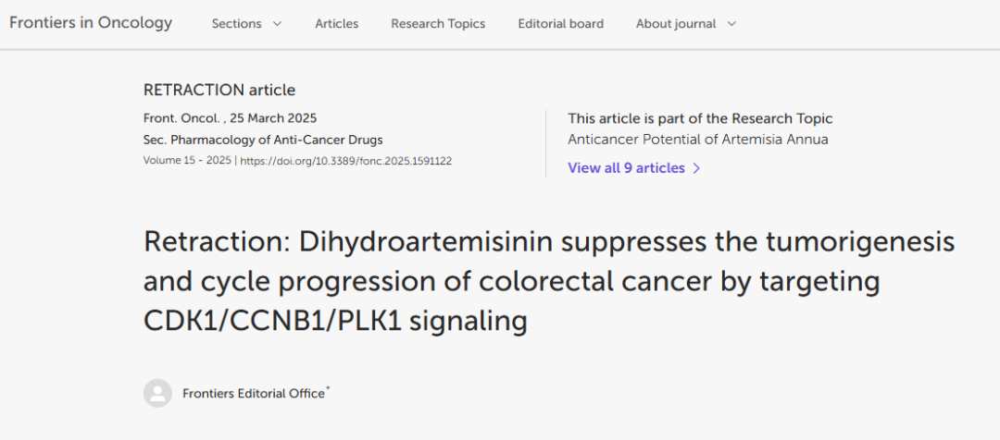 Frontiers in Oncology Sections Articles Research Topics Editorial board About journal
RETRACTION article
Front. Oncol. , 25 March 2025
Sec. Pharmacology of Anti-Cancer Drugs
Volume 15 - 2025 | https://doi.org/10.3389/fonc.2025.1591122
This article is part of the Research Topic
Anticancer Potential of Artemisia Annua
View all 9 articles
Retraction: Dihydroartemisinin suppresses the tumorigenesis
and cycle progression of colorectal cancer by targeting
CDK1/CCNB1/PLK1 signaling
Frontiers Editorial Office*